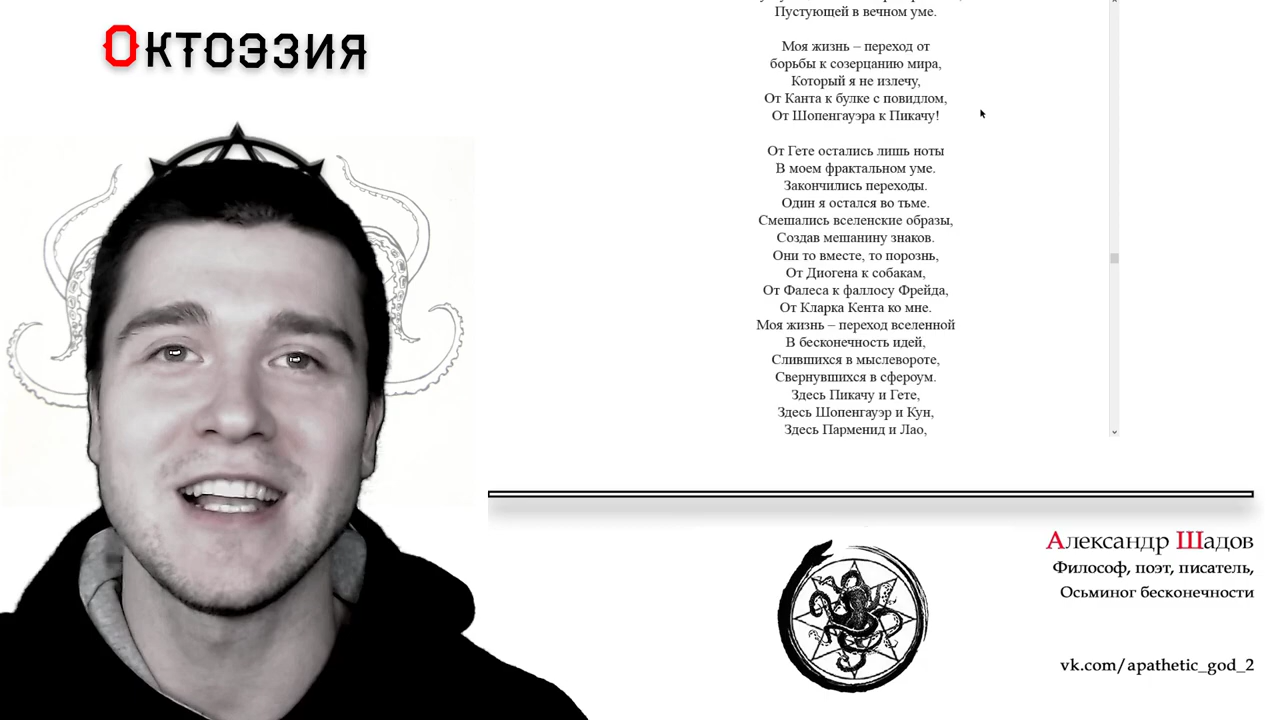 Октоэзия
Пустующей в вечном уме.
Моя жизнь – переход от
борьбы к созерцанию мира,
Который я не излечу,
От Канта к булке с повидлом,
От Шопенгауэра к Пикачу!
От Гете остались лишь ноты
В моем фрактальном уме.
Закончились переходы.
Один я остался во тьме.
Смешались вселенские образы,
Создав мешанину знаков.
Они то вместе, то порознь,
От Диогена к собакам,
От Фалеса к фаллосу Фрейда,
От Кларка Кента ко мне.
Моя жизнь – переход вселенной
В бесконечность идей,
Слившихся в мыслевороте,
Свернувшихся в сфероум.
Здесь Пикачу и Гете,
Здесь Шопенгауэр и Кун,
Здесь Парменид и Лао,
Александр Шадов
Философ, поэт, писатель,
Осьминог бесконечности
vk.com/apathetic_god_2